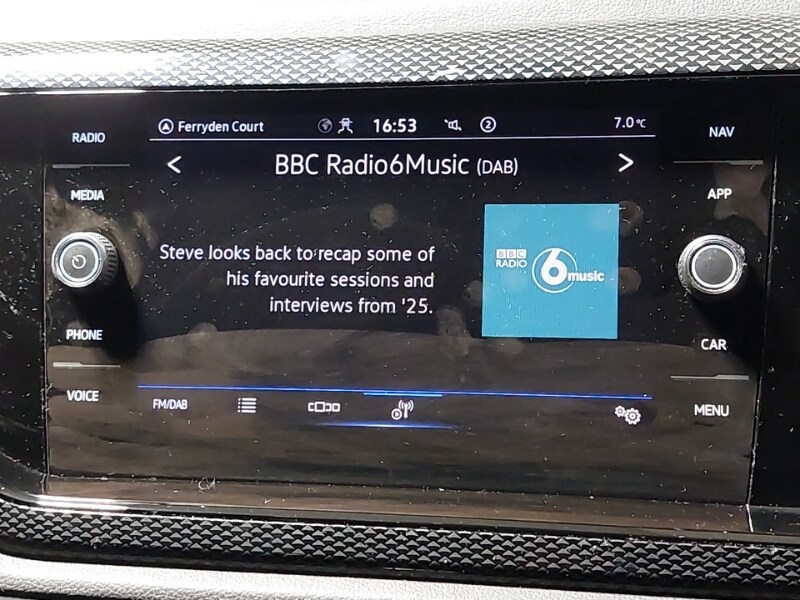 RADIO
MEDIA
PHONE
VOICE
Ferryden Court 16:53 2 7.0 °C
BBC Radio6Music (DAB)
Steve looks back to recap some of
his favourite sessions and
interviews from '25.
BBC
RADIO
6music
FM/DAB
NAV
APP
CAR
MENU